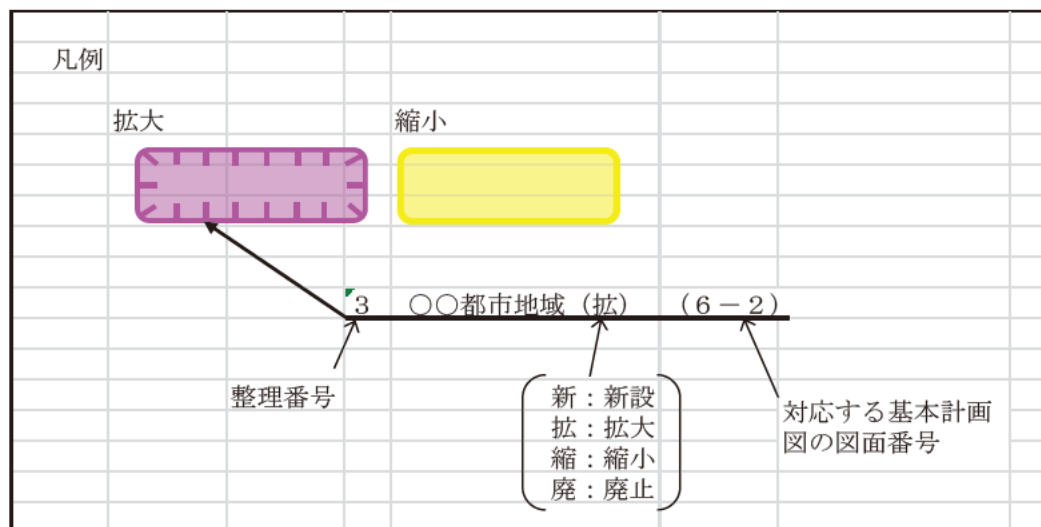 凡例
拡大
縮小
3 ○○都市地域(拡) (6-2)
整理番号
新:新設
拡:拡大
縮:縮小
廃:廃止
対応する基本計画
図の図面番号